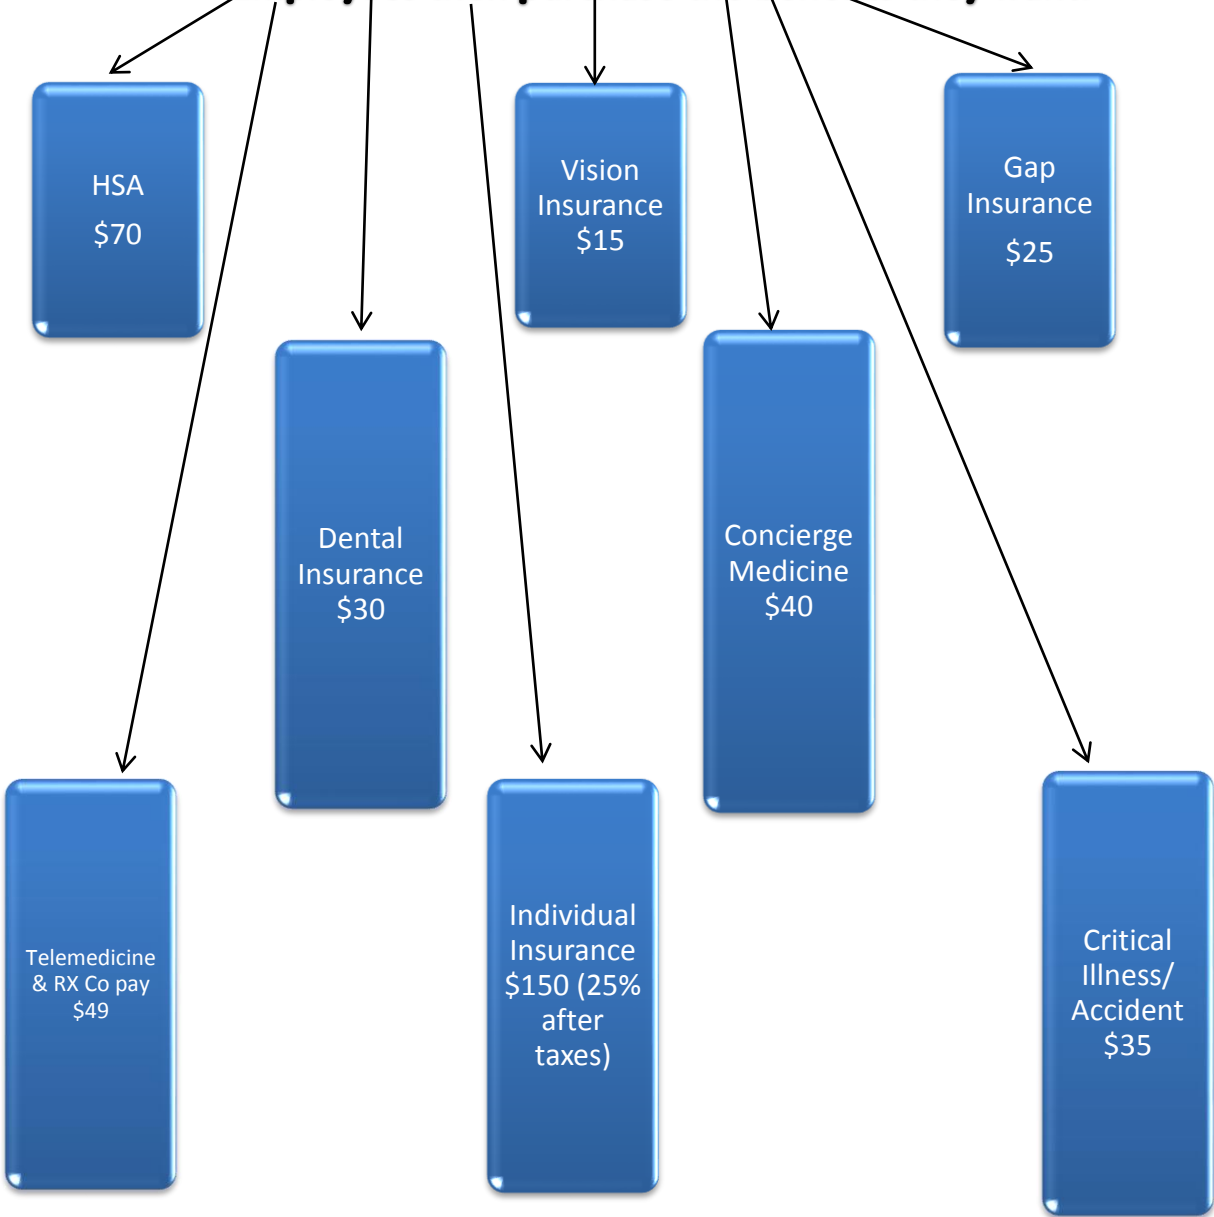 HSA
$70
Vision
Insurance
$15
Gap
Insurance
$25
Dental
Insurance
$30
Concierge
Medicine
$40
Telemedicine
& RX Co pay
$49
Individual
Insurance
$150 (25%
after
taxes)
Critical
Illness/
Accident
$35